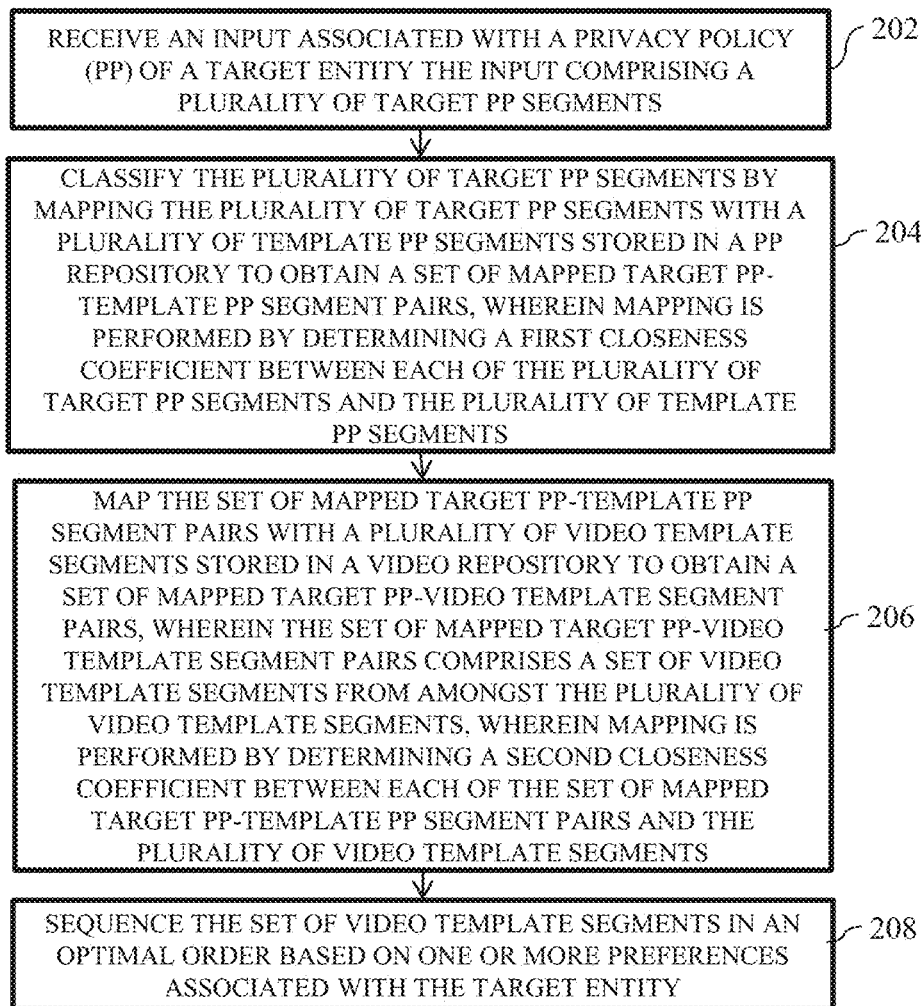 RECEIVE AN INPUT ASSOCIATED WITH A PRIVACY POLICY
(PP) OF A TARGET ENTITY THE INPUT COMPRISING A
PLURALITY OF TARGET PP SEGMENTS
202
CLASSIFY THE PLURALITY OF TARGET PP SEGMENTS BY
MAPPING THE PLURALITY OF TARGET PP SEGMENTS WITH A
PLURALITY OF TEMPLATE PP SEGMENTS STORED IN A PP
REPOSITORY TO OBTAIN A SET OF MAPPED TARGET PP-
TEMPLATE PP SEGMENT PAIRS, WHEREIN MAPPING IS
PERFORMED BY DETERMINING A FIRST CLOSENESS
COEFFICIENT BETWEEN EACH OF THE PLURALITY OF
TARGET PP SEGMENTS AND THE PLURALITY OF TEMPLATE
PP SEGMENTS
204
MAP THE SET OF MAPPED TARGET PP-TEMPLATE PP
SEGMENT PAIRS WITH A PLURALITY OF VIDEO TEMPLATE
SEGMENTS STORED IN A VIDEO REPOSITORY TO OBTAIN A
SET OF MAPPED TARGET PP-VIDEO TEMPLATE SEGMENT
PAIRS, WHEREIN THE SET OF MAPPED TARGET PP-VIDEO
TEMPLATE SEGMENT PAIRS COMPRISES A SET OF VIDEO
TEMPLATE SEGMENTS FROM AMONGST THE PLURALITY OF
VIDEO TEMPLATE SEGMENTS, WHEREIN MAPPING IS
PERFORMED BY DETERMINING A SECOND CLOSENESS
COEFFICIENT BETWEEN EACH OF THE SET OF MAPPED
TARGET PP-TEMPLATE PP SEGMENT PAIRS AND THE
PLURALITY OF VIDEO TEMPLATE SEGMENTS
206
SEQUENCE THE SET OF VIDEO TEMPLATE SEGMENTS IN AN
OPTIMAL ORDER BASED ON ONE OR MORE PREFERENCES
ASSOCIATED WITH THE TARGET ENTITY
208